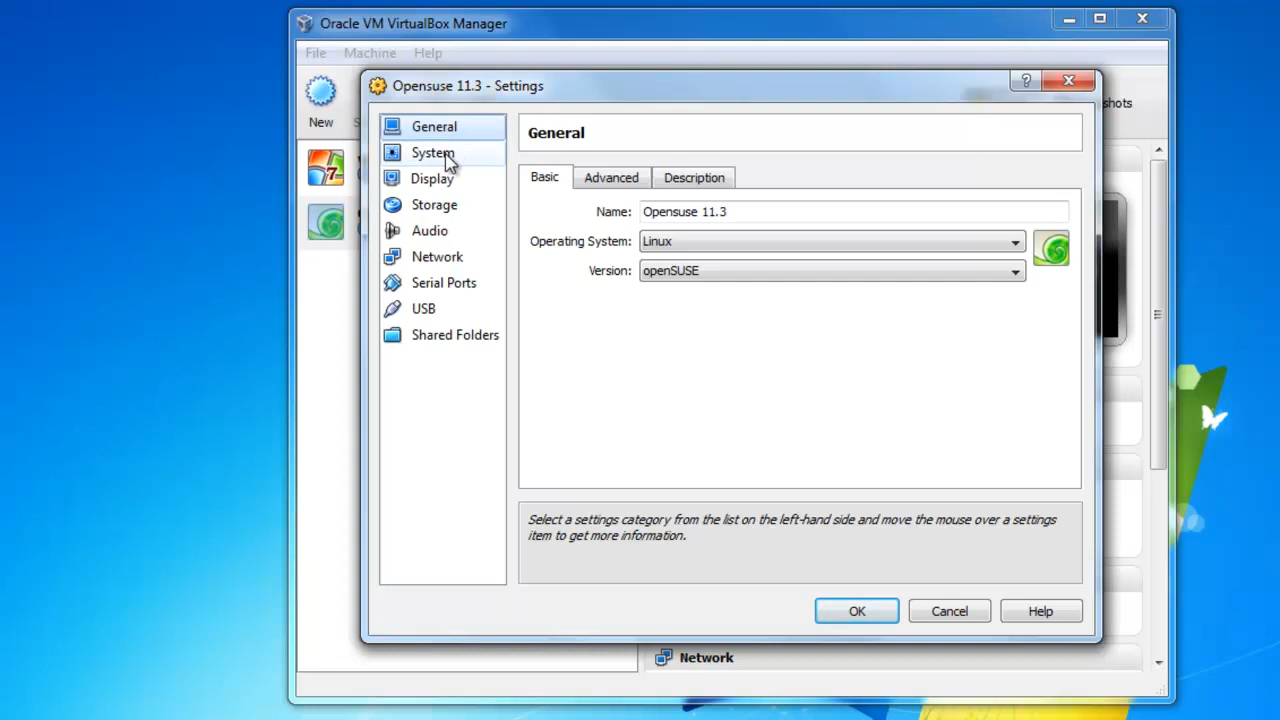 Oracle VM VirtualBox Manager
File Machine Help
Opensuse 11.3 - Settings
New
shots
General
System
Display
Storage
Audio
Network
Serial Ports
USB
Shared Folders
General
Basic Advanced Description
Name: Opensuse 11.3
Operating System: Linux
Version: openSUSE
Select a settings category from the list on the left-hand side and move the mouse over a settings
item to get more information.
OK Cancel Help
Network